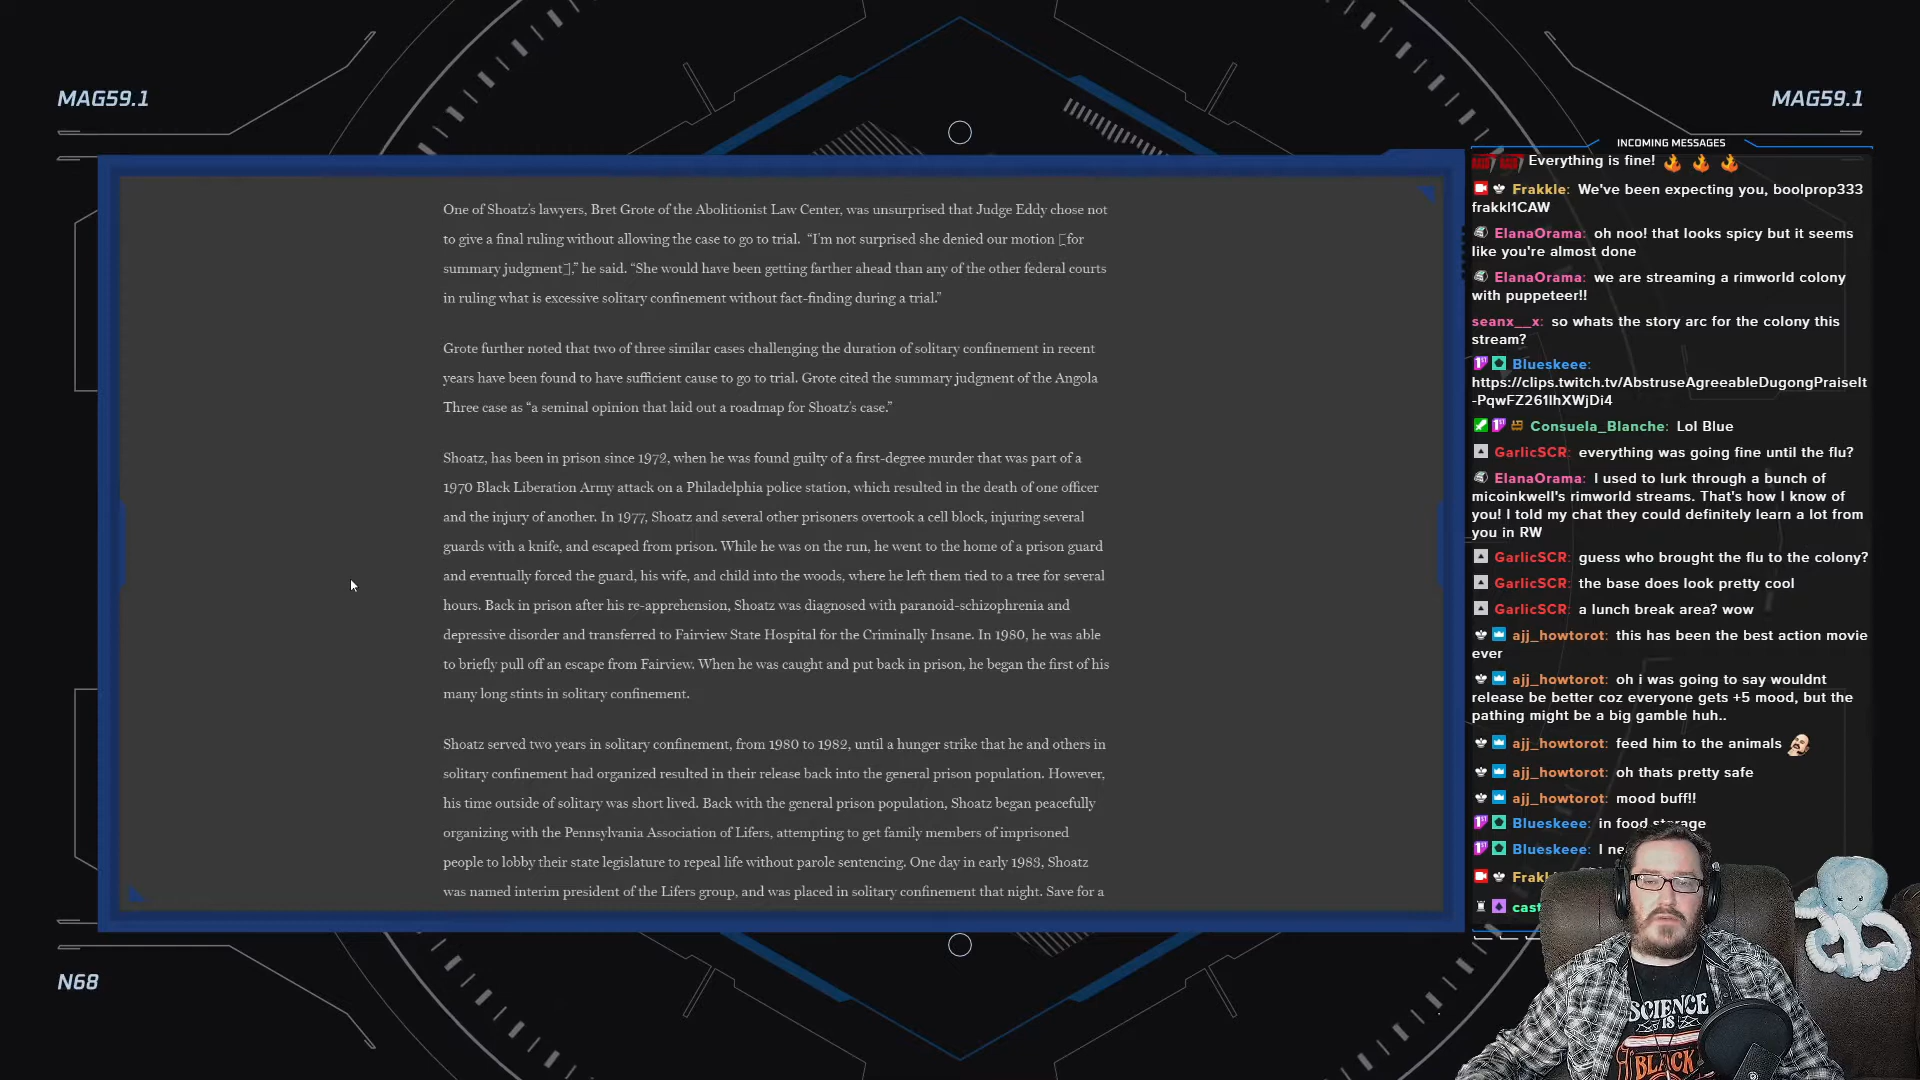 MAG59.1
MAG59.1
One of Shoatz's lawyers, Bret Grote of the Abolitionist Law Center, was unsurprised that Judge Eddy chose not
to give a final ruling without allowing the case to go to trial. “I'm not surprised she denied our motion [for
summary judgment],” he said. “She would have been getting farther ahead than any of the other federal courts
in ruling what is excessive solitary confinement without fact-finding during a trial.”
Grote further noted that two of three similar cases challenging the duration of solitary confinement in recent
years have been found to have sufficient cause to go to trial. Grote cited the summary judgment of the Angola
Three case as “a seminal opinion that laid out a roadmap for Shoatz's case.”
Shoatz, has been in prison since 1972, when he was found guilty of a first-degree murder that was part of a
1970 Black Liberation Army attack on a Philadelphia police station, which resulted in the death of one officer
and the injury of another. In 1977, Shoatz and several other prisoners overtook a cell block, injuring several
guards with a knife, and escaped from prison. While he was on the run, he went to the home of a prison guard
and eventually forced the guard, his wife, and child into the woods, where he left them tied to a tree for several
hours. Back in prison after his re-apprehension, Shoatz was diagnosed with paranoid-schizophrenia and
depressive disorder and transferred to Fairview State Hospital for the Criminally Insane. In 1980, he was able
to briefly pull off an escape from Fairview. When he was caught and put back in prison, he began the first of his
many long stints in solitary confinement.
Shoatz served two years in solitary confinement, from 1980 to 1982, until a hunger strike that he and others in
solitary confinement had organized resulted in their release back into the general prison population. However,
his time outside of solitary was short lived. Back with the general prison population, Shoatz began peacefully
organizing with the Pennsylvania Association of Lifers, attempting to get family members of imprisoned
people to lobby their state legislature to repeal life without parole sentencing. One day in early 1983, Shoatz
was named interim president of the Lifers group, and was placed in solitary confinement that night. Save for a
INCOMING MESSAGES
Everything is fine!
Frakkle: We've been expecting you, boolprop333
frakkl1CAW
ElanaOrama: oh noo! that looks spicy but it seems
like you're almost done
ElanaOrama: we are streaming a rimworld colony
with puppeteer!!
seanx__x: so whats the story arc for the colony this
stream?
Blueskeee:
https://clips.twitch.tv/AbstruseAgreeableDugongPraiseIt
-PqwFZ261IhXWjDi4
Consuela_Blanche: Lol Blue
GarlicSCR: everything was going fine until the flu?
ElanaOrama: I used to lurk through a bunch of
micoinkwell's rimworld streams. That's how I know of
you! I told my chat they could definitely learn a lot from
you in RW
GarlicSCR: guess who brought the flu to the colony?
GarlicSCR: the base does look pretty cool
GarlicSCR: a lunch break area? wow
ajj_howtorot: this has been the best action movie
ever
ajj_howtorot: oh i was going to say wouldnt
release be better coz everyone gets +5 mood, but the
pathing might be a big gamble huh..
ajj_howtorot: feed him to the animals
ajj_howtorot: oh thats pretty safe
ajj_howtorot: mood buff!!
Blueskeee: in food storage
Blueskeee: I ne
Frakk
cast
N68
SCIENCE
IS
BLACK